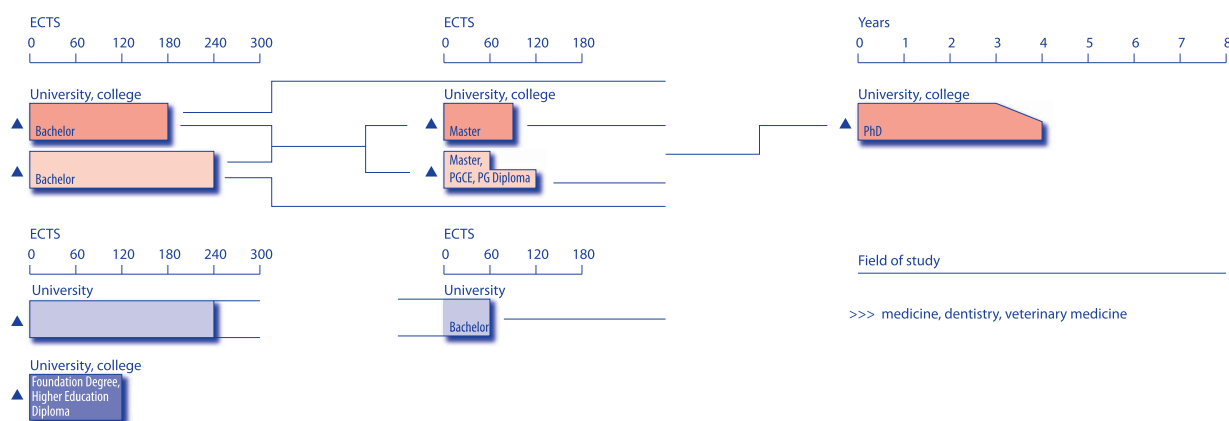 ECTS
0 60 120 180 240 300
ECTS
0 60 120 180
Years
0 1 2 3 4 5 6 7 8
University, college
Bachelor
Bachelor
University, college
Master
Master,
PGCE, PG Diploma
University, college
PhD
ECTS
0 60 120 180 240 300
ECTS
0 60 120 180
Field of study
University
University
Bachelor
>>> medicine, dentistry, veterinary medicine
University, college
Foundation Degree,
Higher Education
Diploma